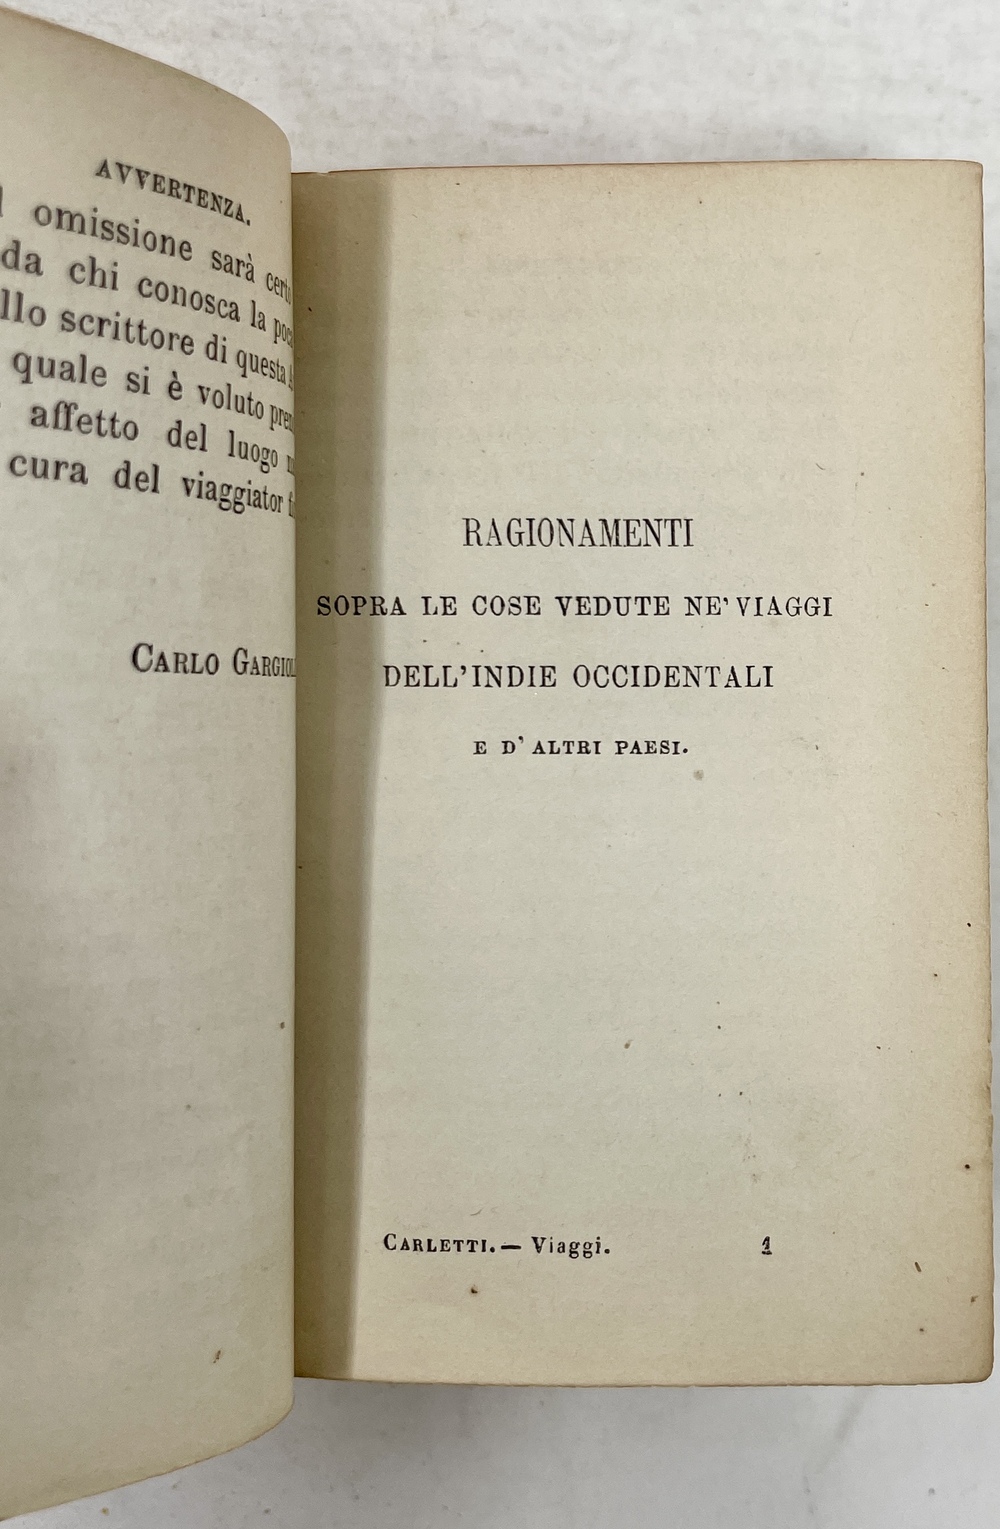 AVVERTENZA.
omissione sarà
da chi conosca la
scrittore di questa
quale si è voluto
affetto del luogo
cura del viaggiator
CARLO
RAGIONAMENTI
SOPRA LE COSE VEDUTE NE' VIAGGI
DELL'INDIE OCCIDENTALI
E D' ALTRI PAESI.
CARLETTI. — Viaggi. 1